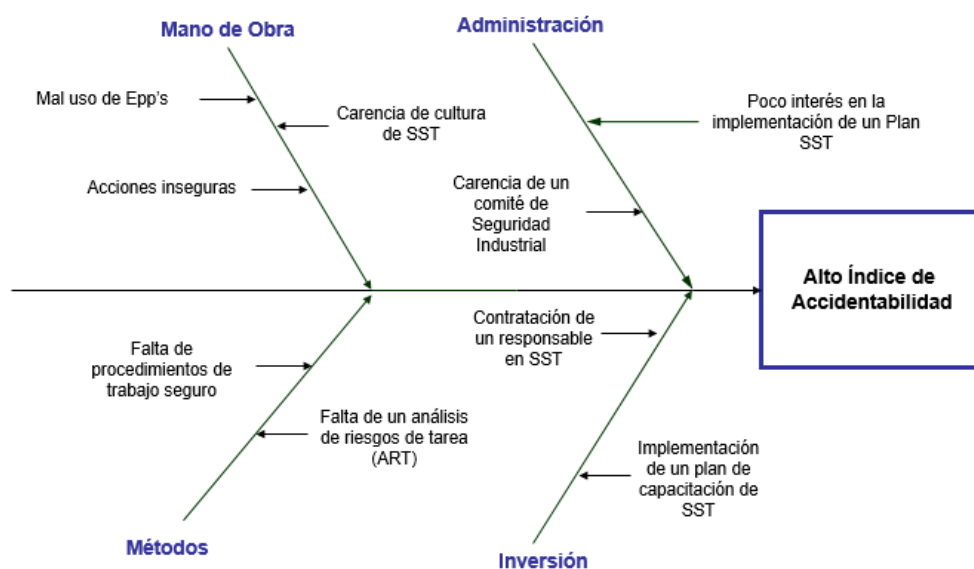 Mano de Obra
Administración
Mal uso de Epp's
Carencia de cultura
de SST
Acciones inseguras
Poco interés en la
implementación de un Plan
SST
Carencia de un
comité de
Seguridad
Industrial
Alto Índice de
Accidentabilidad
Falta de
procedimientos de
trabajo seguro
Falta de un análisis
de riesgos de tarea
(ART)
Contratación de
un responsable
en SST
Implementación
de un plan de
capacitación de
SST
Métodos
Inversión